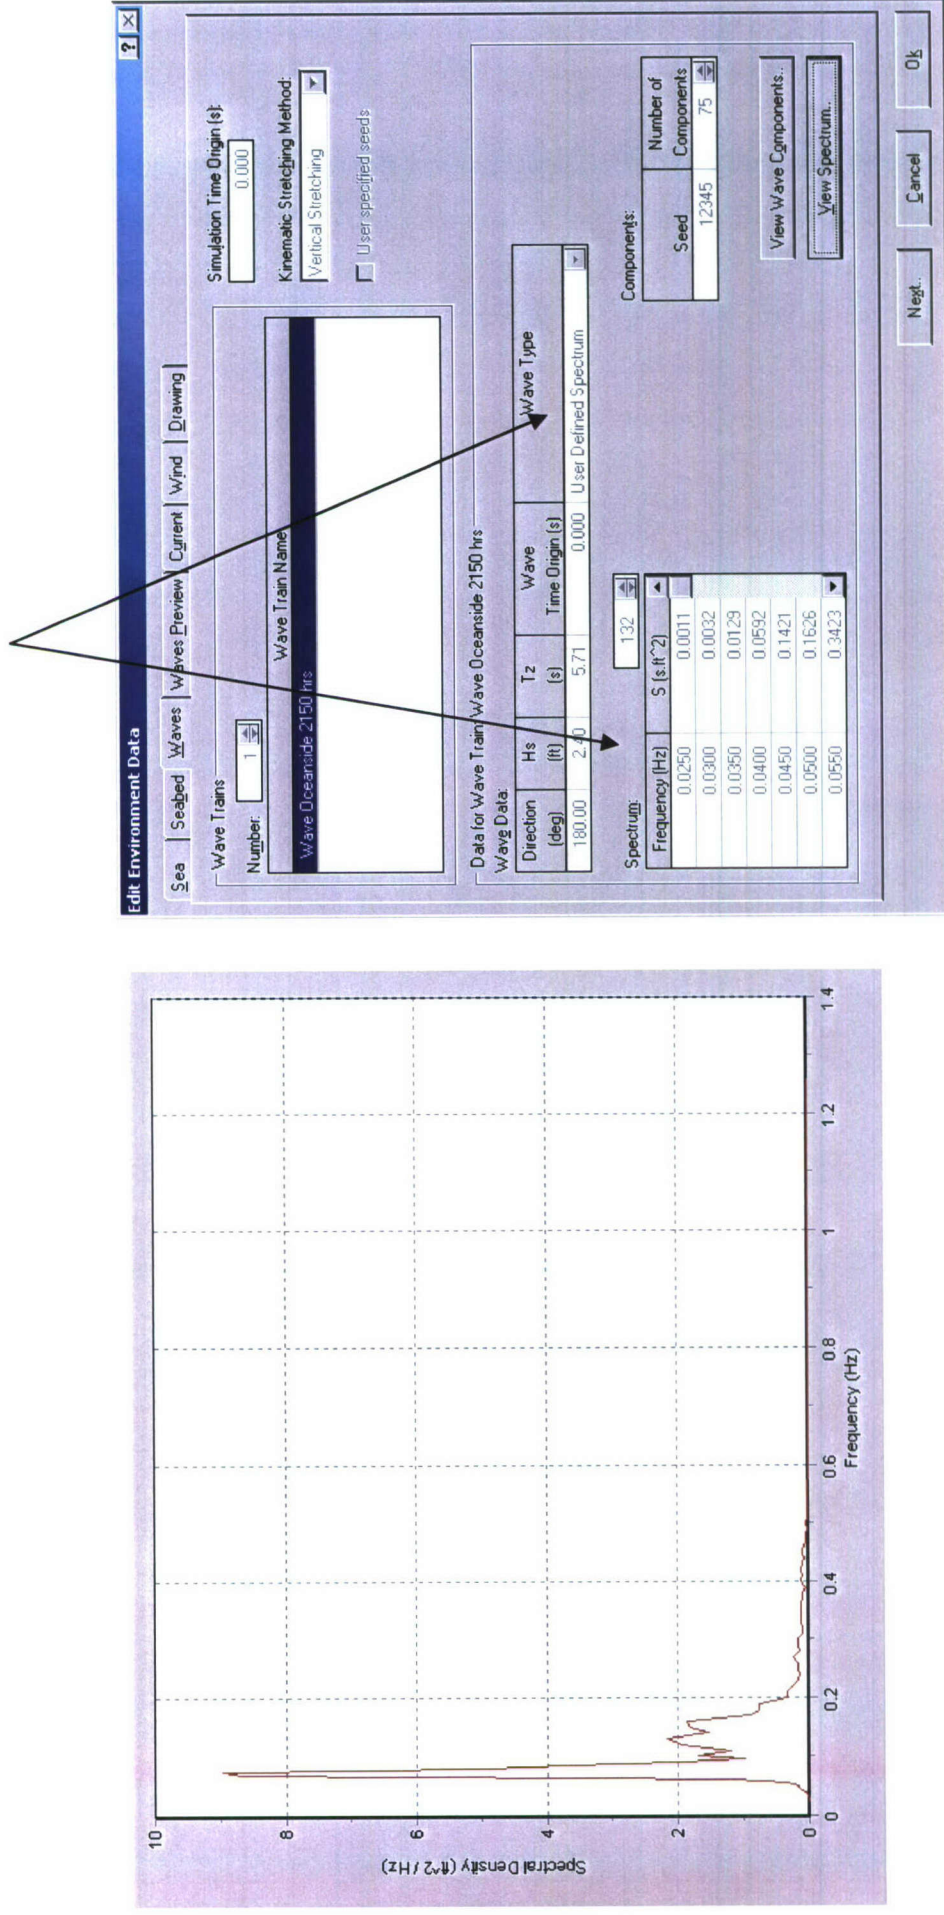 10
8
6
4
2
0
Spectral Density (ft^2 / Hz)
0
0.2
0.4
0.6
0.8
1
1.2
1.4
Frequency (Hz)
Edit Environment Data
? ×
Sea Seabed Waves Waves Preview Current Wind Drawing
Wave Trains
Number: 1
Wave Train Name
Wave Oceanside 2150 hrs
Simulation Time Origin (s):
0.000
Kinematic Stretching Method:
Vertical Stretching
User specified seeds
Data for Wave Train: Wave Oceanside 2150 hrs
Wave Data:
Direction (deg) Hs (ft) Tz (s) Wave Time Origin (s) Wave Type
180.00 2.40 5.71 0.000 User Defined Spectrum
Spectrum: 132
Frequency (Hz) S (s.ft^2)
0.0250 0.0011
0.0300 0.0032
0.0350 0.0129
0.0400 0.0592
0.0450 0.1421
0.0500 0.1626
0.0550 0.3423
Components:
Seed Number of Components
12345 75
View Wave Components..
View Spectrum..
Next.. Cancel Ok